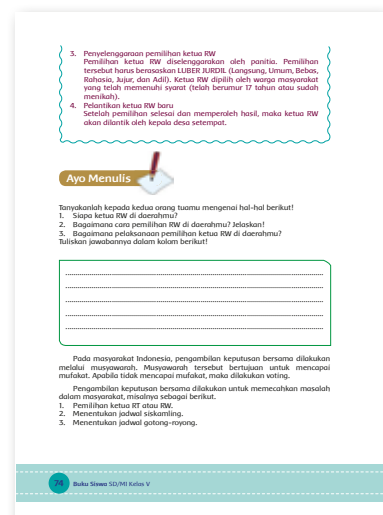 3. Penyelenggaraan pemilihan ketua RW
Pemilihan ketua RW diselenggarakan oleh panitia. Pemilihan
tersebut harus berasaskan LUBER JURDIL (Langsung, Umum, Bebas,
Rahasia, Jujur, dan Adil). Ketua RW dipilih oleh warga masyarakat
yang telah memenuhi syarat (telah berumur 17 tahun atau sudah
menikah).
4. Pelantikan ketua RW baru
Setelah pemilihan selesai dan memperoleh hasil, maka ketua RW
akan dilantik oleh kepala desa setempat.
Ayo Menulis
Tanyakanlah kepada kedua orang tuamu mengenai hal-hal berikut!
1. Siapa ketua RW di daerahmu?
2. Bagaimana cara pemilihan RW di daerahmu? Jelaskan!
3. Bagaimana pelaksanaan pemilihan ketua RW di daerahmu?
Tuliskan jawabannya dalam kolom berikut!
Pada masyarakat Indonesia, pengambilan keputusan bersama dilakukan
melalui musyawarah. Musyawarah tersebut bertujuan untuk mencapai
mufakat. Apabila tidak mencapai mufakat, maka dilakukan voting.
Pengambilan keputusan bersama dilakukan untuk memecahkan masalah
dalam masyarakat, misalnya sebagai berikut.
1. Pemilihan ketua RT atau RW.
2. Menentukan jadwal siskamling.
3. Menentukan jadwal gotong-royong.
74 Buku Siswa SD/MI Kelas V